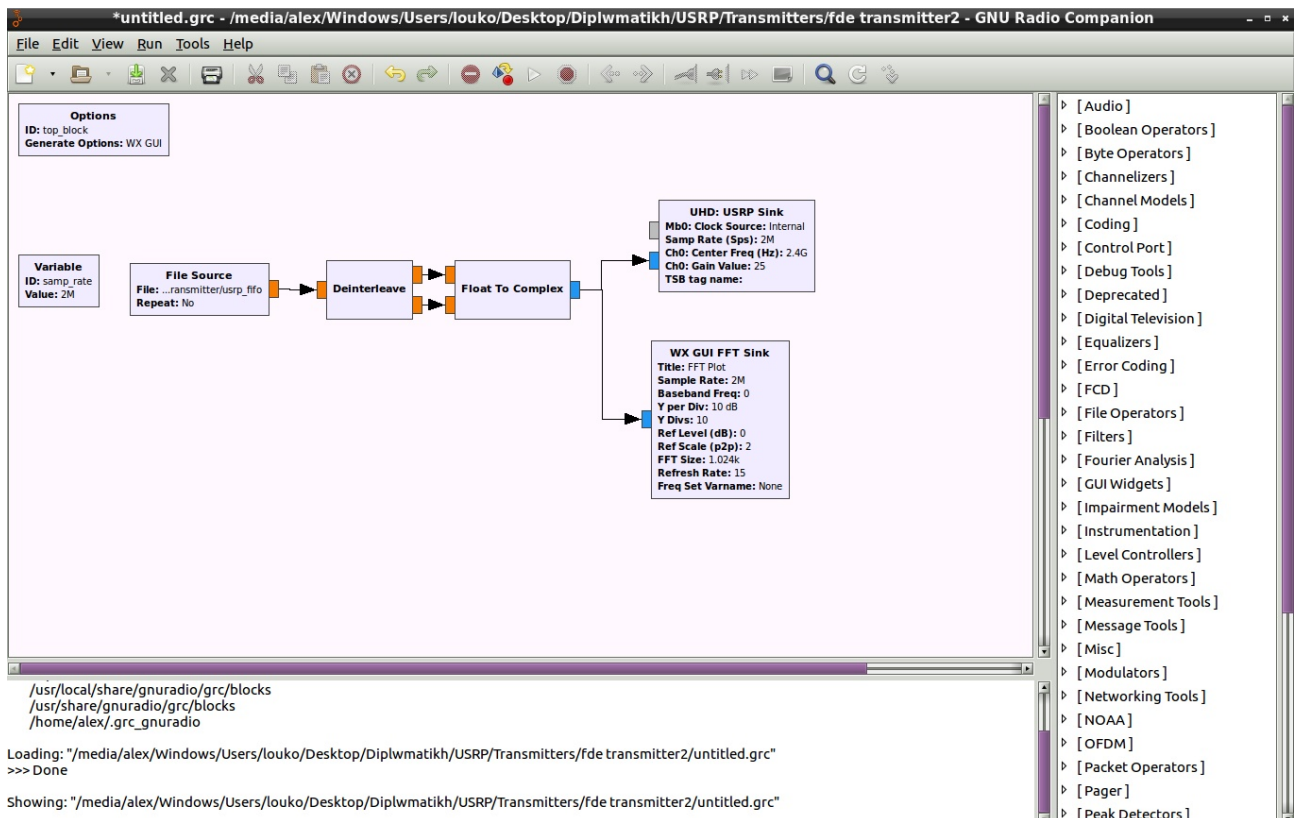 *untitled.grc - /media/alex/Windows/Users/louko/Desktop/Diplwmatikh/USRP/Transmitters/fde transmitter2 - GNU Radio Companion
File Edit View Run Tools Help
Options
ID: top_block
Generate Options: WX GUI
Variable
ID: samp_rate
Value: 2M
File Source
File: ...ransmitter/usrp_fifo
Repeat: No
Deinterleave
Float To Complex
UHD: USRP Sink
Mb0: Clock Source: Internal
Samp Rate (Sps): 2M
Ch0: Center Freq (Hz): 2.4G
Ch0: Gain Value: 25
TSB tag name:
WX GUI FFT Sink
Title: FFT Plot
Sample Rate: 2M
Baseband Freq: 0
Y per Div: 10 dB
Y Divs: 10
Ref Level (dB): 0
Ref Scale (p2p): 2
FFT Size: 1.024k
Refresh Rate: 15
Freq Set Varname: None
[ Audio ]
[ Boolean Operators ]
[ Byte Operators ]
[ Channelizers ]
[ Channel Models ]
[ Coding ]
[ Control Port ]
[ Debug Tools ]
[ Deprecated ]
[ Digital Television ]
[ Equalizers ]
[ Error Coding ]
[ FCD ]
[ File Operators ]
[ Filters ]
[ Fourier Analysis ]
[ GUI Widgets ]
[ Impairment Models ]
[ Instrumentation ]
[ Level Controllers ]
[ Math Operators ]
[ Measurement Tools ]
[ Message Tools ]
[ Misc ]
[ Modulators ]
[ Networking Tools ]
[ NOAA ]
[ OFDM ]
[ Packet Operators ]
[ Pager ]
[ Peak Detectors ]
/usr/local/share/gnuradio/grc/blocks
/usr/share/gnuradio/grc/blocks
/home/alex/.grc_gnuradio
Loading: "/media/alex/Windows/Users/louko/Desktop/Diplwmatikh/USRP/Transmitters/fde transmitter2/untitled.grc"
>>> Done
Showing: "/media/alex/Windows/Users/louko/Desktop/Diplwmatikh/USRP/Transmitters/fde transmitter2/untitled.grc"